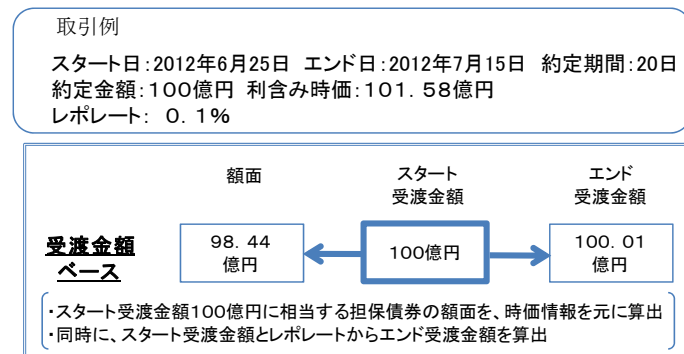 取引例
スタート日:2012年6月25日 エンド日:2012年7月15日 約定期間:20日
約定金額:100億円 利含み時価:101.58億円
レポレート: 0.1%
額面 スタート エンド
受渡金額 受渡金額
受渡金額
ベース
98.44
億円
100億円
100.01
億円
・スタート受渡金額100億円に相当する担保債券の額面を、時価情報を元に算出
・同時に、スタート受渡金額とレポレートからエンド受渡金額を算出